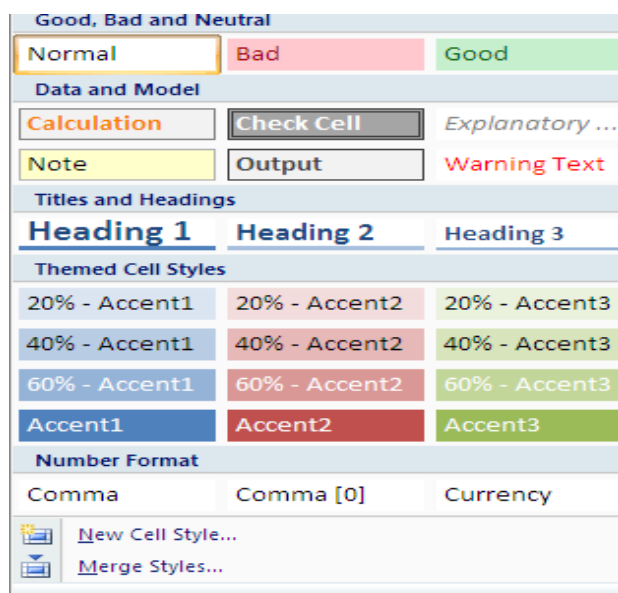 Good, Bad and Neutral
Normal Bad Good
Data and Model
Calculation Check Cell Explanatory ...
Note Output Warning Text
Titles and Headings
Heading 1 Heading 2 Heading 3
Themed Cell Styles
20% - Accent1 20% - Accent2 20% - Accent3
40% - Accent1 40% - Accent2 40% - Accent3
60% - Accent1 60% - Accent2 60% - Accent3
Accent1 Accent2 Accent3
Number Format
Comma Comma [0] Currency
New Cell Style...
Merge Styles...